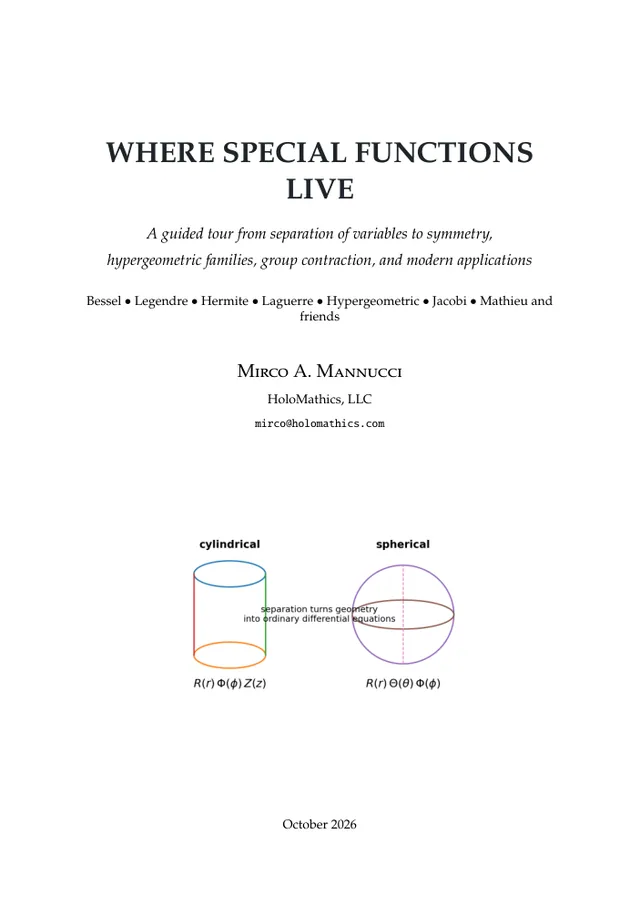 WHERE SPECIAL FUNCTIONS
LIVE
A guided tour from separation of variables to symmetry,
hypergeometric families, group contraction, and modern applications
Bessel • Legendre • Hermite • Laguerre • Hypergeometric • Jacobi • Mathieu and
friends
Mirco A. Mannucci
HoloMathics, LLC
mirco@holomathics.com
cylindrical
spherical
separation turns geometry
into ordinary differential equations
R(r) Φ(ϕ) Z(z)
R(r) Θ(θ) Φ(ϕ)
October 2026